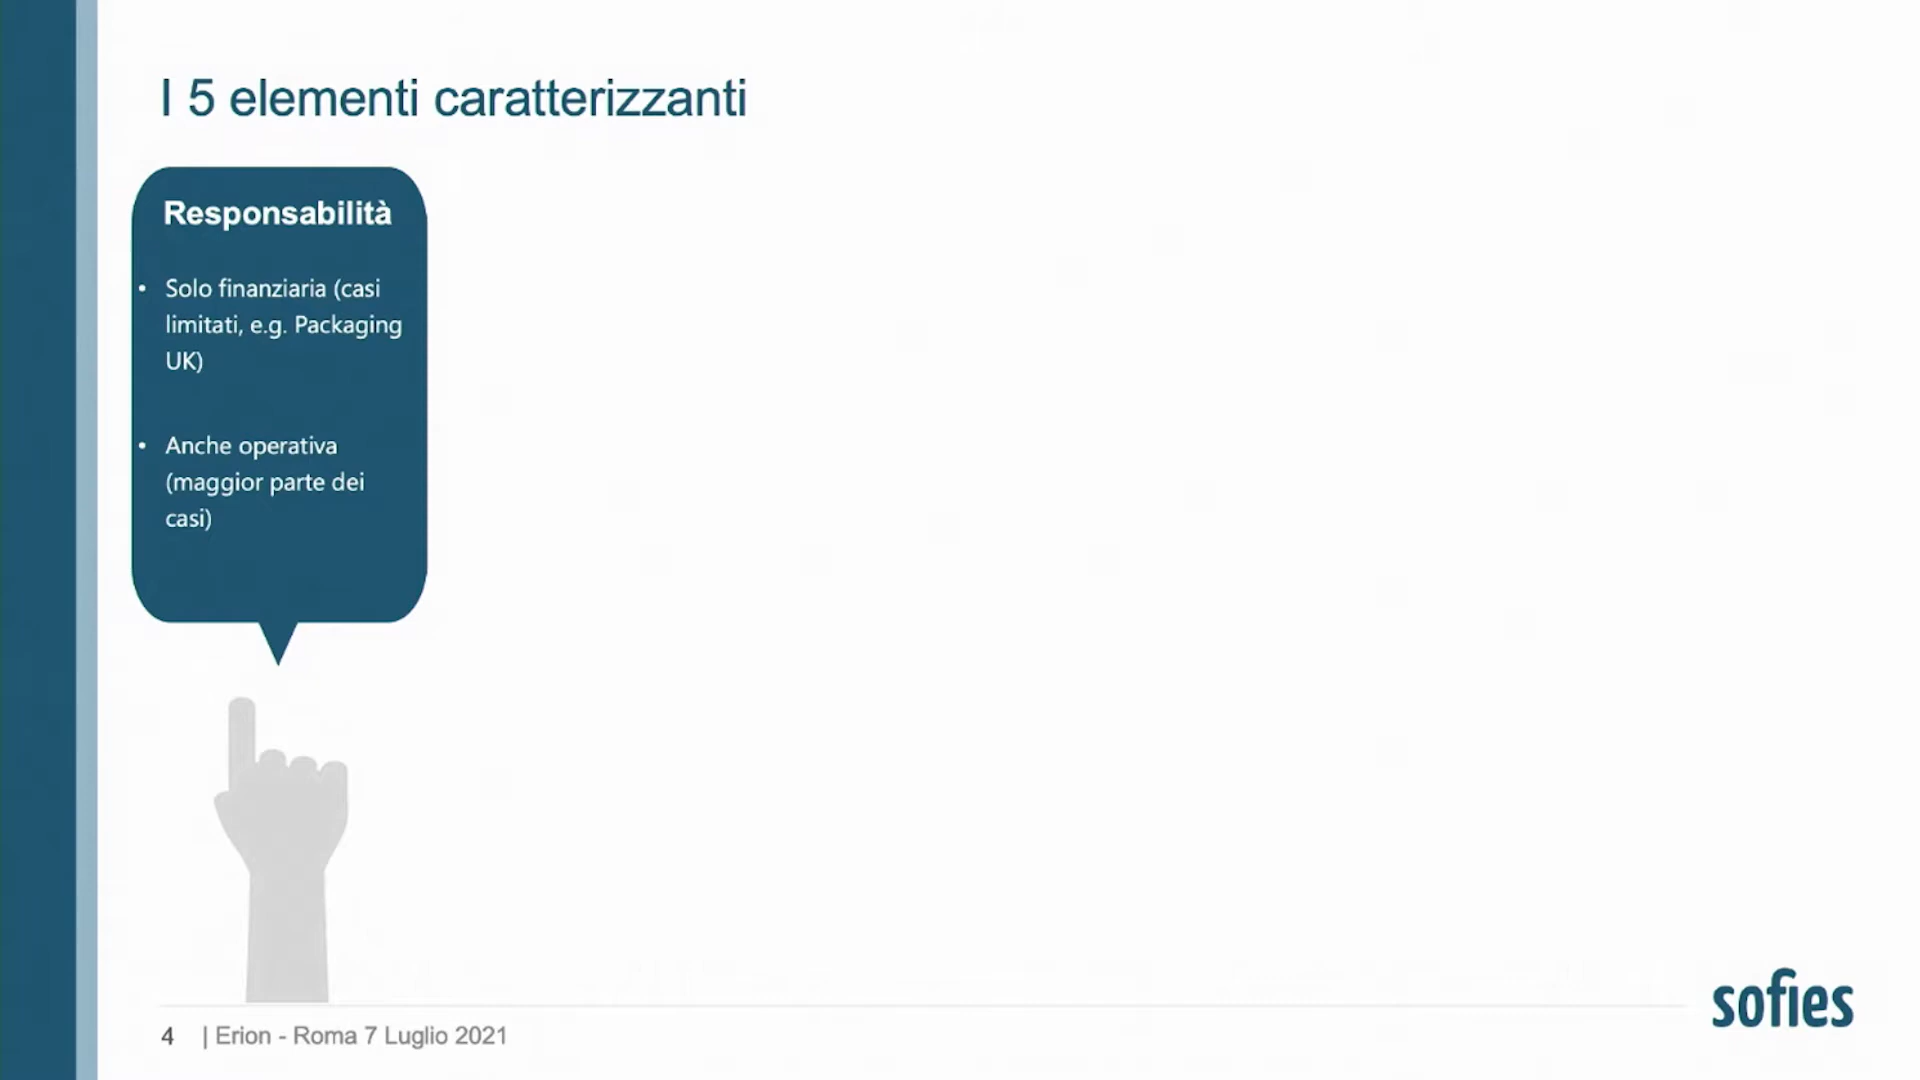 I 5 elementi caratterizzanti
Responsabilità
• Solo finanziaria (casi
limitati, e.g. Packaging
UK)
• Anche operativa
(maggior parte dei
casi)
4 | Erion - Roma 7 Luglio 2021
sofies